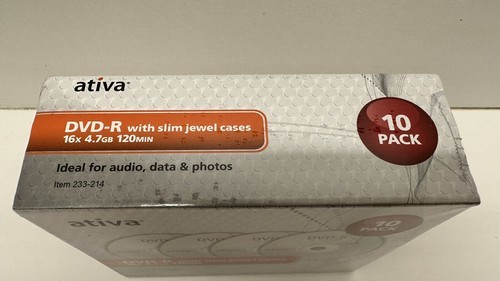 ativa
DVD-R with slim jewel cases
16x 4.7GB 120MIN
10
PACK
Ideal for audio, data & photos
Item 233-214
ativa
10
PACK